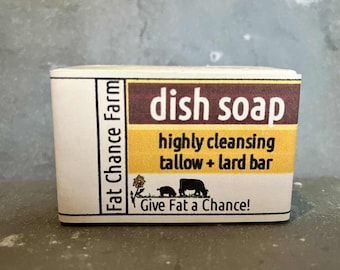 Fat Chance Farm
dish soap
highly cleansing
tallow + lard bar
Give Fat a Chance!